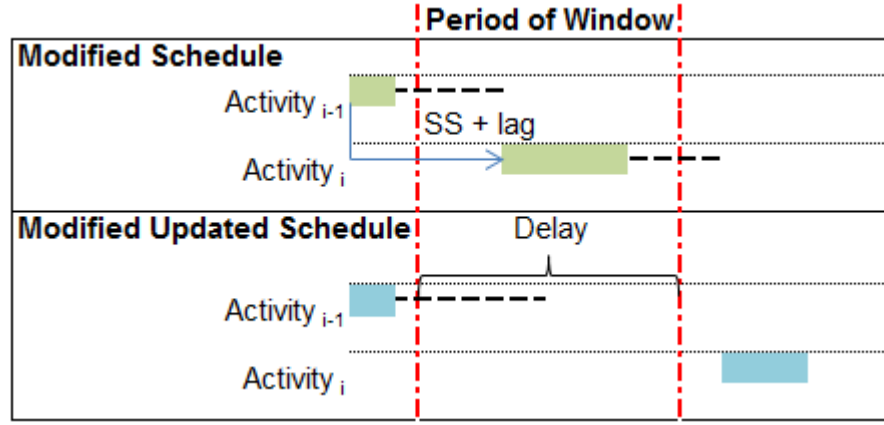 Period of Window
Modified Schedule
Activity i-1
SS + lag
Activity i
Modified Updated Schedule
Delay
Activity i-1
Activity i